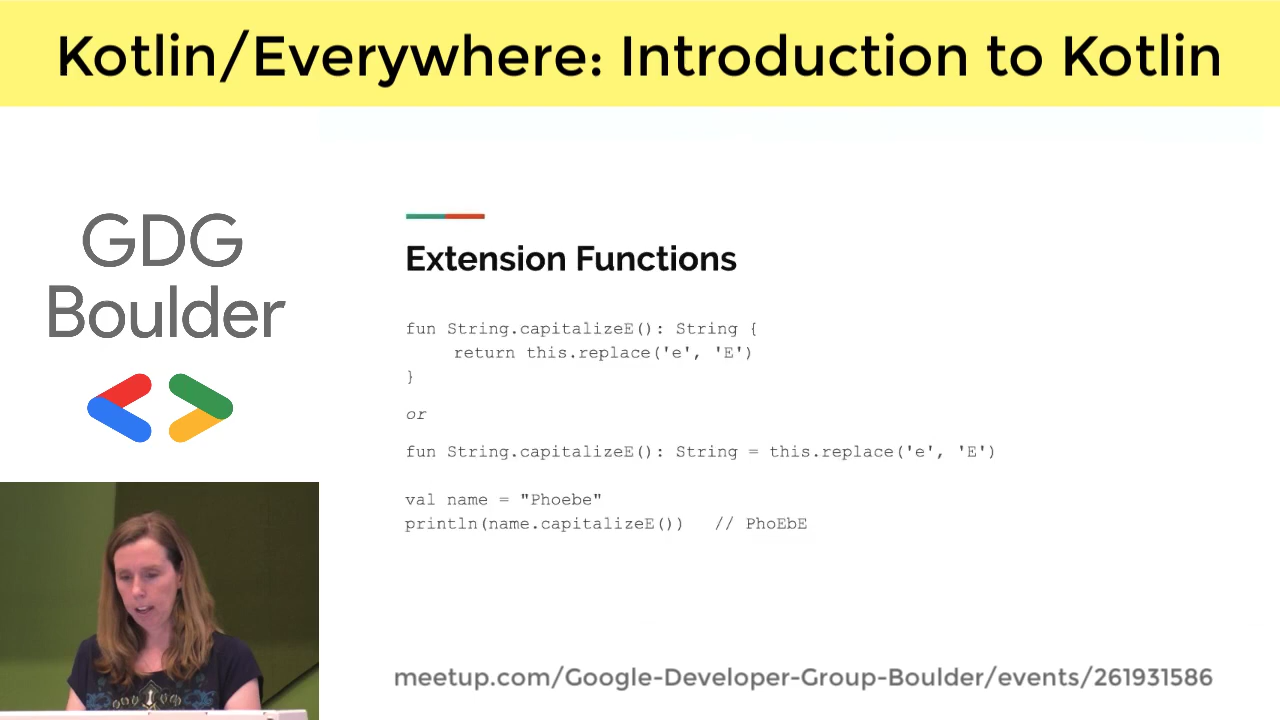 Kotlin/Everywhere: Introduction to Kotlin
GDG
Boulder
Extension Functions
fun String.capitalizeE(): String {
return this.replace('e', 'E')
}
or
fun String.capitalizeE(): String = this.replace('e', 'E')
val name = "Phoebe"
println(name.capitalizeE())   // PhoEbE
meetup.com/Google-Developer-Group-Boulder/events/261931586